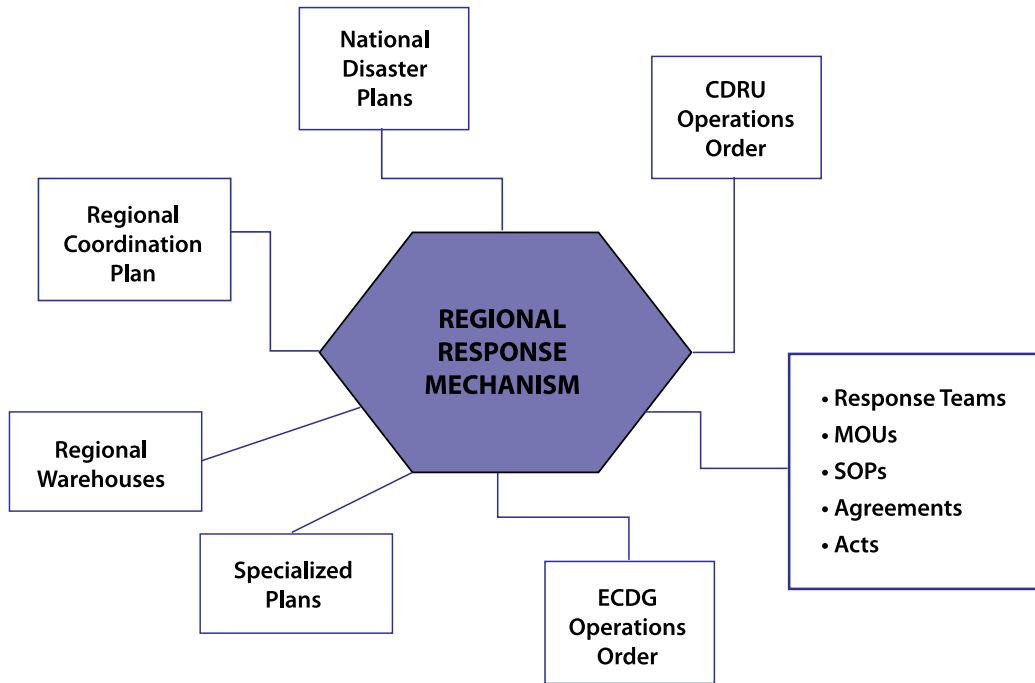 National
Disaster
Plans
CDRU
Operations
Order
Regional
Coordination
Plan
REGIONAL
RESPONSE
MECHANISM
• Response Teams
• MOUs
• SOPs
• Agreements
• Acts
Regional
Warehouses
Specialized
Plans
ECDG
Operations
Order